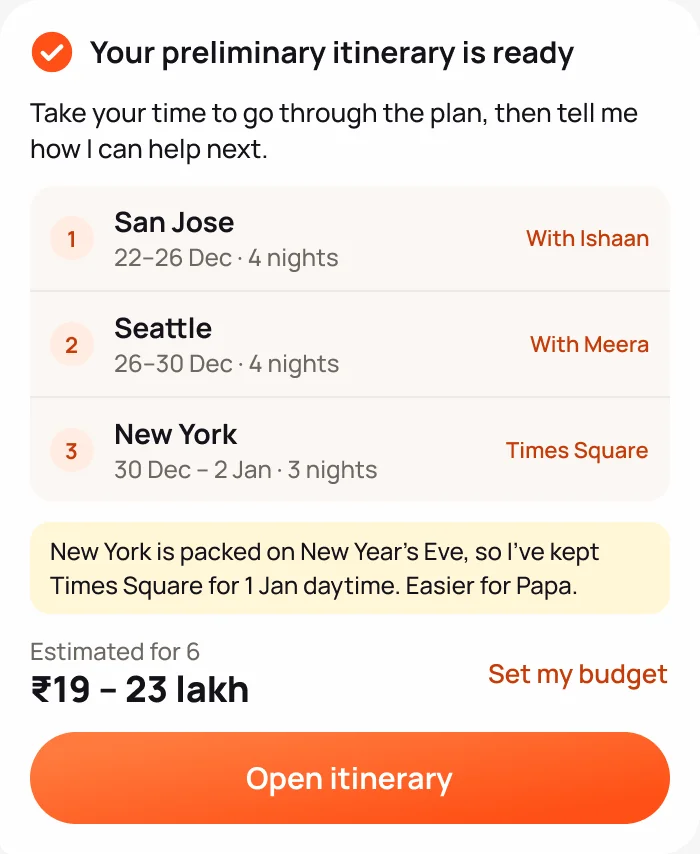 Your preliminary itinerary is ready
Take your time to go through the plan, then tell me
how I can help next.
1
San Jose
22–26 Dec · 4 nights
With Ishaan
2
Seattle
26–30 Dec · 4 nights
With Meera
3
New York
30 Dec – 2 Jan · 3 nights
Times Square
New York is packed on New Year’s Eve, so I’ve kept
Times Square for 1 Jan daytime. Easier for Papa.
Estimated for 6
₹19 – 23 lakh
Set my budget
Open itinerary